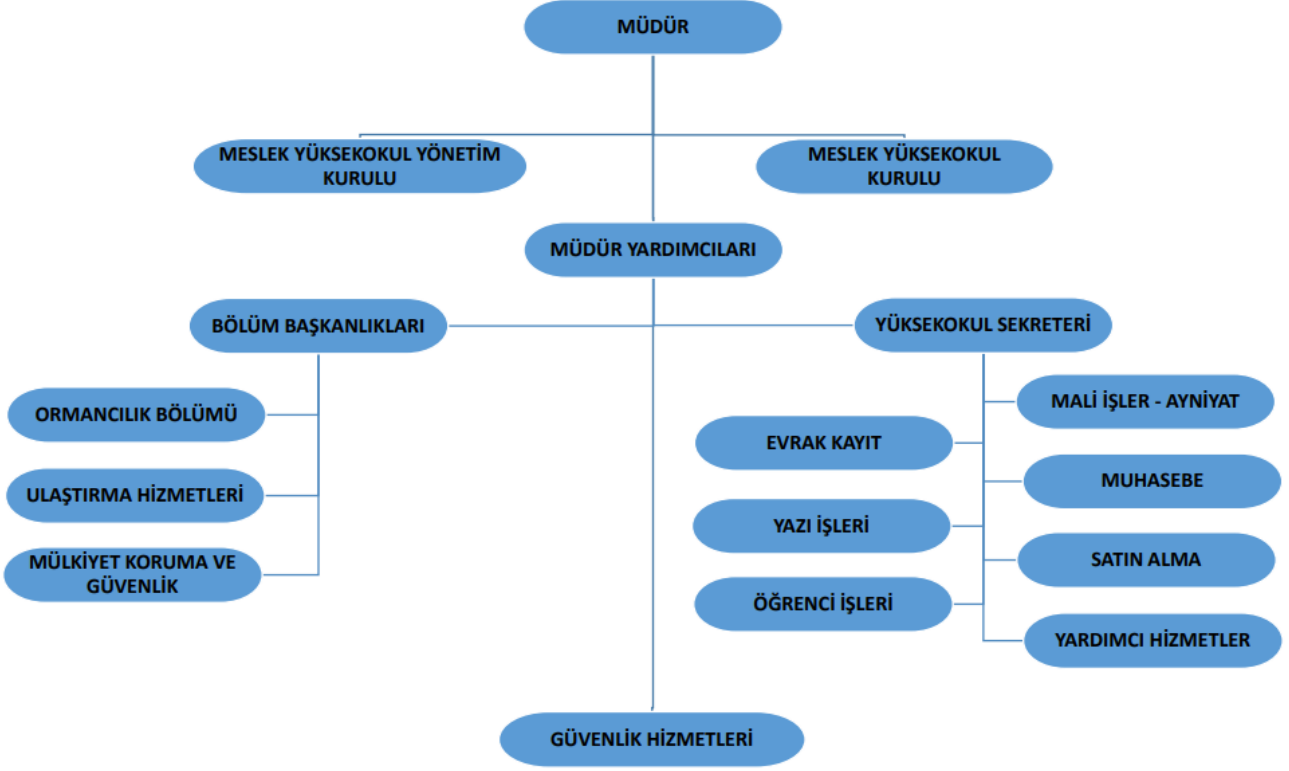 MÜDÜR
MESLEK YÜKSEKOKUL YÖNETİM
KURULU
MESLEK YÜKSEKOKUL
KURULU
MÜDÜR YARDIMCILARI
BÖLÜM BAŞKANLIKLARI
YÜKSEKOKUL SEKRETERİ
ORMANCILIK BÖLÜMÜ
ULAŞTIRMA HİZMETLERİ
MÜLKİYET KORUMA VE
GÜVENLİK
EVRAK KAYIT
YAZI İŞLERİ
ÖĞRENCİ İŞLERİ
MALİ İŞLER - AYNİYAT
MUHASEBE
SATIN ALMA
YARDIMCI HİZMETLER
GÜVENLİK HİZMETLERİ